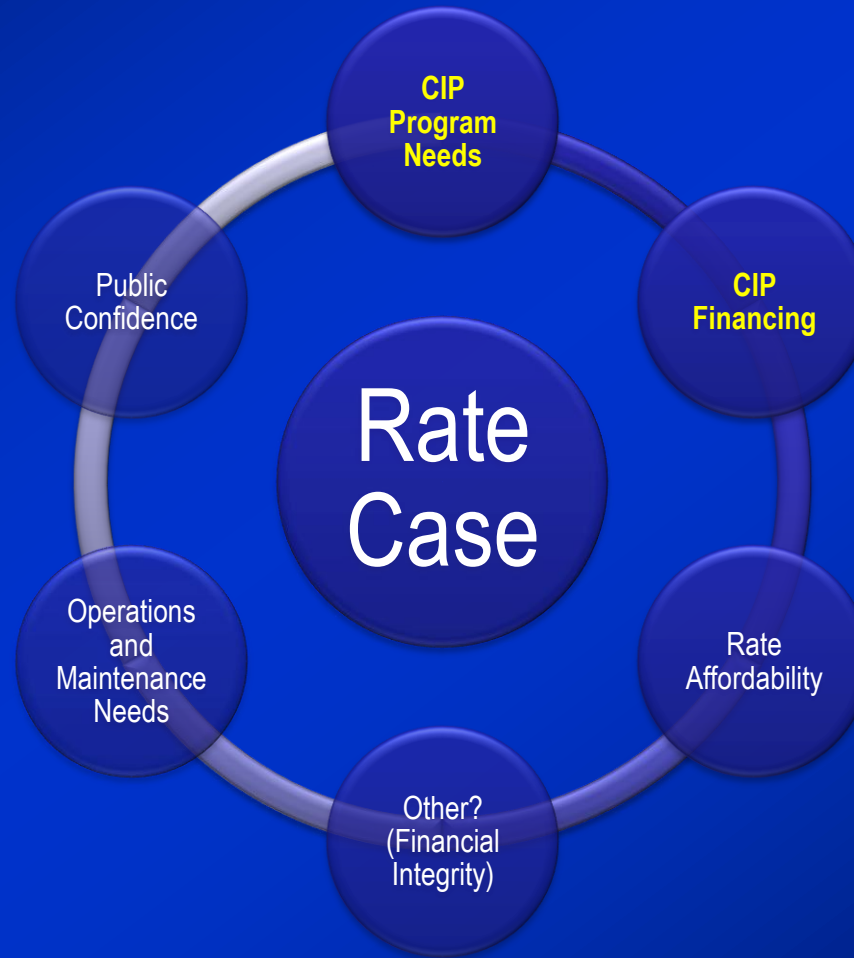 CIP
Program
Needs
CIP
Financing
Rate
Affordability
Other?
(Financial
Integrity)
Operations
and
Maintenance
Needs
Public
Confidence
Rate
Case